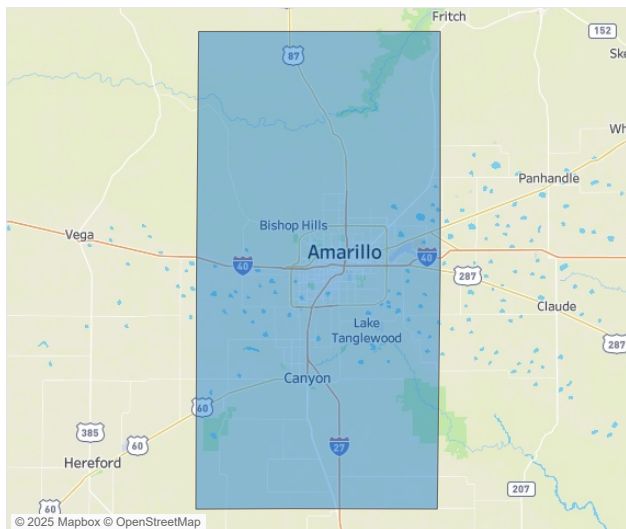 Fritch
152
Ske
87
Wh
Panhandle
Bishop Hills
Vega
Amarillo
40
40
287
Claude
Lake
Tanglewood
287
Canyon
60
385
60
27
Hereford
207
60
© 2025 Mapbox © OpenStreetMap